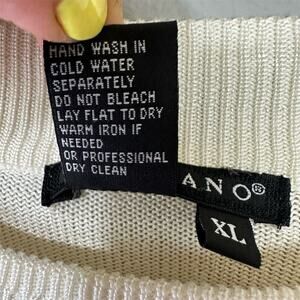 HAND WASH IN
COLD WATER
SEPARATELY
DO NOT BLEACH
LAY FLAT TO DRY
WARM IRON IF
NEEDED
OR PROFESSIONAL
DRY CLEAN
ANO®
XL